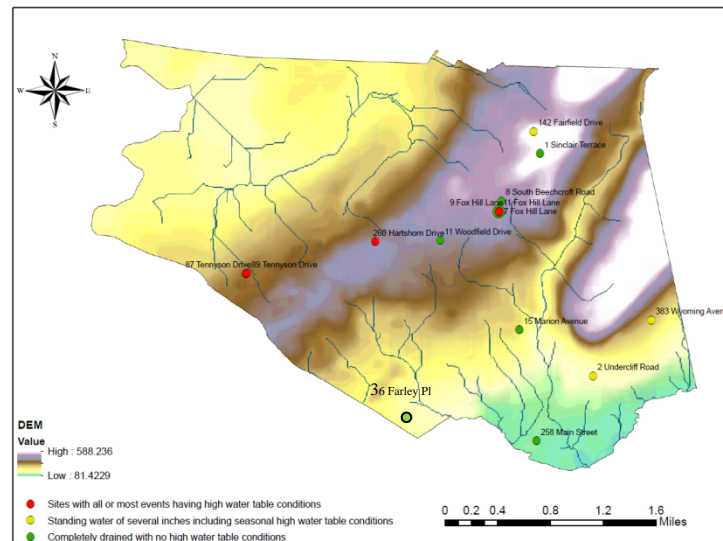 N
W E
S
142 Fairfield Drive
1 Sinclair Terrace
8 South Beechcroft Road
9 Fox Hill Lane 11 Fox Hill Lane
7 Fox Hill Lane
260 Hartshorn Drive
11 Woodfield Drive
87 Tennyson Drive 89 Tennyson Drive
383 Wyoming Aven
15 Marion Avenue
2 Undercliff Road
36 Farley Pl
258 Main Street
DEM
Value
High : 588.236
Low : 81.4229
Sites with all or most events having high water table conditions
Standing water of several inches including seasonal high water table conditions
Completely drained with no high water table conditions
0 0.2 0.4 0.8 1.2 1.6
Miles